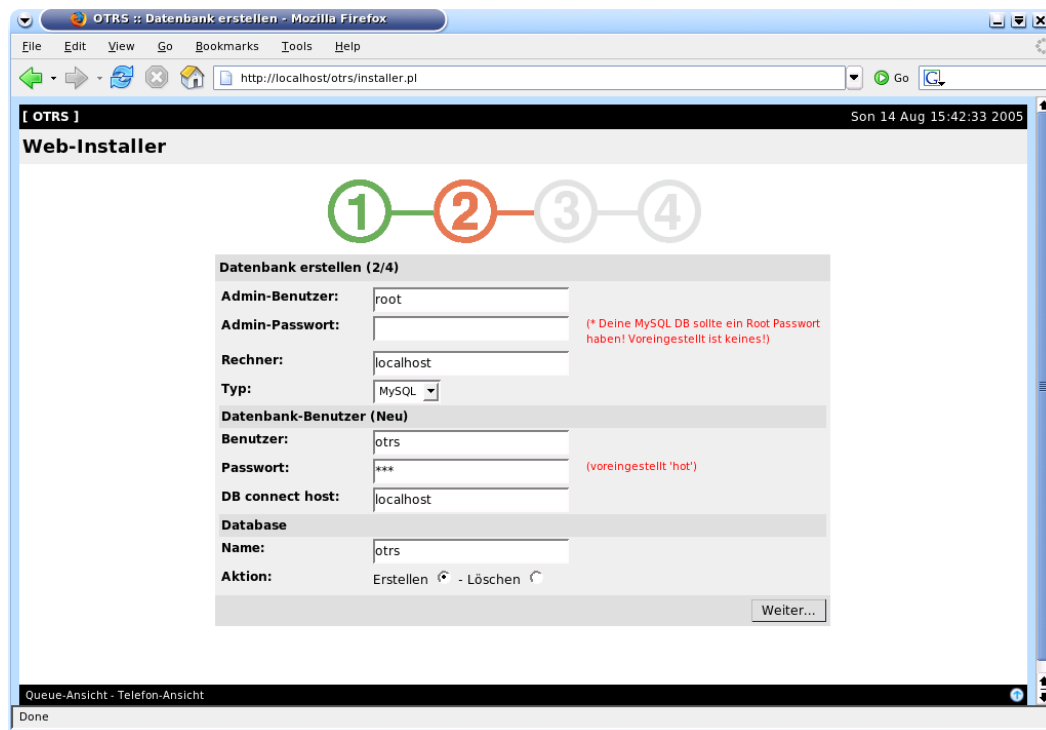 OTRS :: Datenbank erstellen - Mozilla Firefox
File Edit View Go Bookmarks Tools Help
http://localhost/otrs/installer.pl Go G
[ OTRS ] Son 14 Aug 15:42:33 2005
Web-Installer
1 2 3 4
Datenbank erstellen (2/4)
Admin-Benutzer: root
Admin-Passwort: (* Deine MySQL DB sollte ein Root Passwort
haben! Voreingestellt ist keines!)
Rechner: localhost
Typ: MySQL
Datenbank-Benutzer (Neu)
Benutzer: otrs
Passwort: *** (voreingestellt 'hot')
DB connect host: localhost
Database
Name: otrs
Aktion: Erstellen - Löschen
Weiter...
Queue-Ansicht - Telefon-Ansicht
Done